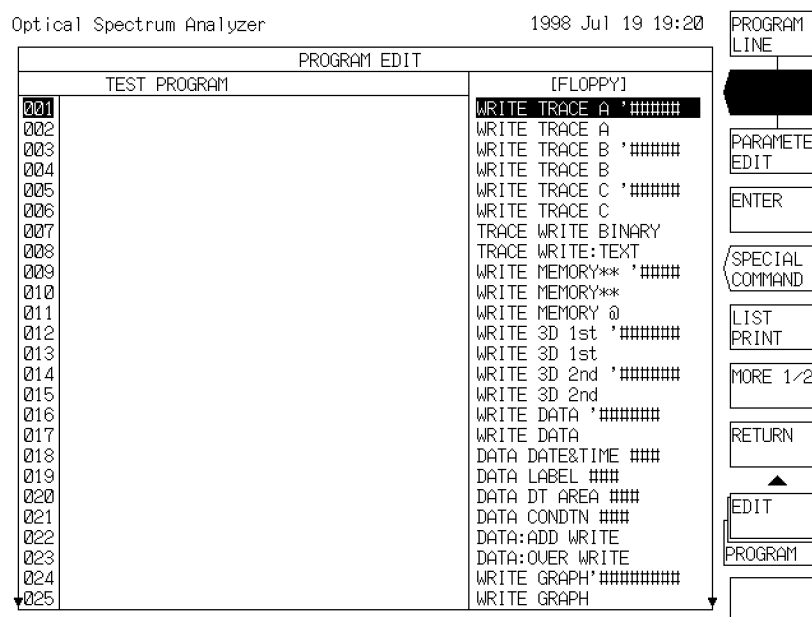 Optical Spectrum Analyzer 1998 Jul 19 19:20
PROGRAM EDIT
TEST PROGRAM [FLOPPY]
001 WRITE TRACE A '#####
002 WRITE TRACE A
003 WRITE TRACE B '#####
004 WRITE TRACE B
005 WRITE TRACE C '#####
006 WRITE TRACE C
007 TRACE WRITE BINARY
008 TRACE WRITE:TEXT
009 WRITE MEMORY** '####
010 WRITE MEMORY**
011 WRITE MEMORY @
012 WRITE 3D 1st '######
013 WRITE 3D 1st
014 WRITE 3D 2nd '######
015 WRITE 3D 2nd
016 WRITE DATA '######
017 WRITE DATA
018 DATA DATE&TIME ###
019 DATA LABEL ###
020 DATA DT AREA ###
021 DATA CONDTN ###
022 DATA:ADD WRITE
023 DATA:OVER WRITE
024 WRITE GRAPH'#########
025 WRITE GRAPH
PROGRAM
LINE
PARAMETE
EDIT
ENTER
SPECIAL
COMMAND
LIST
PRINT
MORE 1/2
RETURN
EDIT
PROGRAM